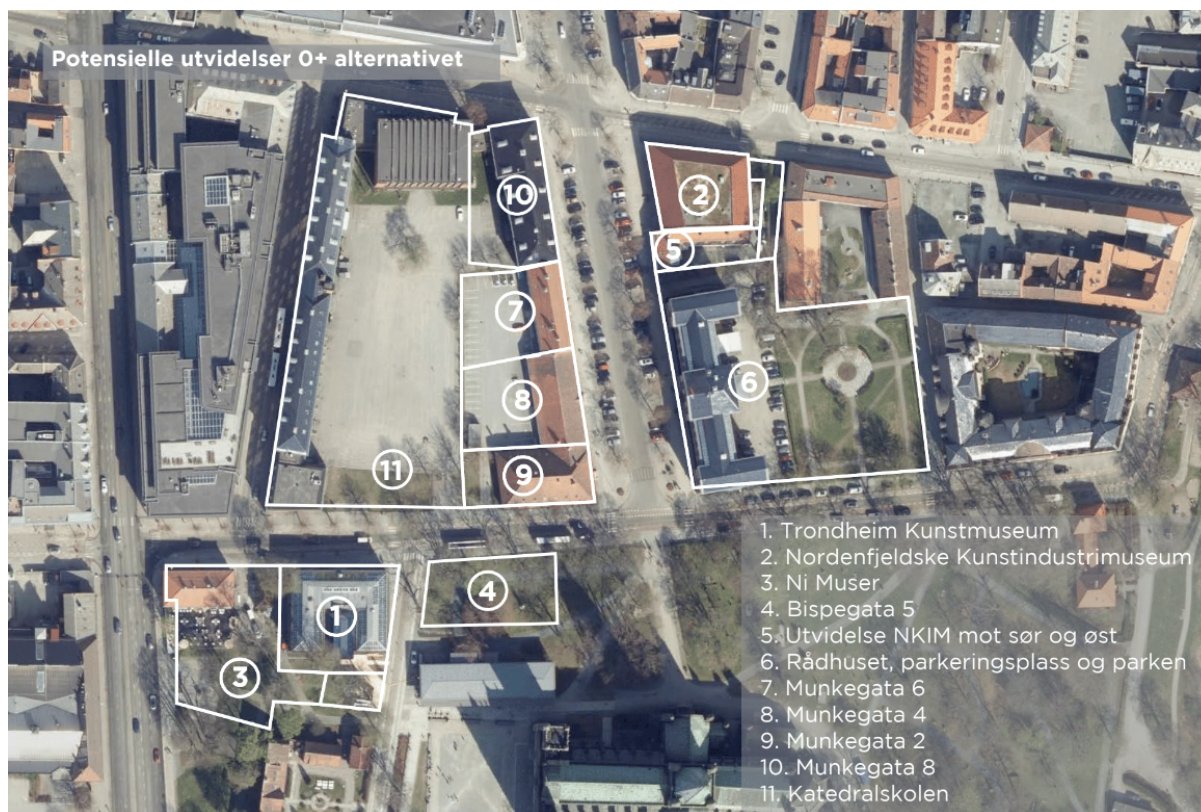 Potensielle utvidelser 0+ alternativet
10
2
5
7
6
8
11
9
4
1
3
1. Trondheim Kunstmuseum
2. Nordenfjeldske Kunstindustrimuseum
3. Ni Muser
4. Bispegata 5
5. Utvidelse NKIM mot sør og øst
6. Rådhuset, parkeringsplass og parken
7. Munkegata 6
8. Munkegata 4
9. Munkegata 2
10. Munkegata 8
11. Katedralskolen